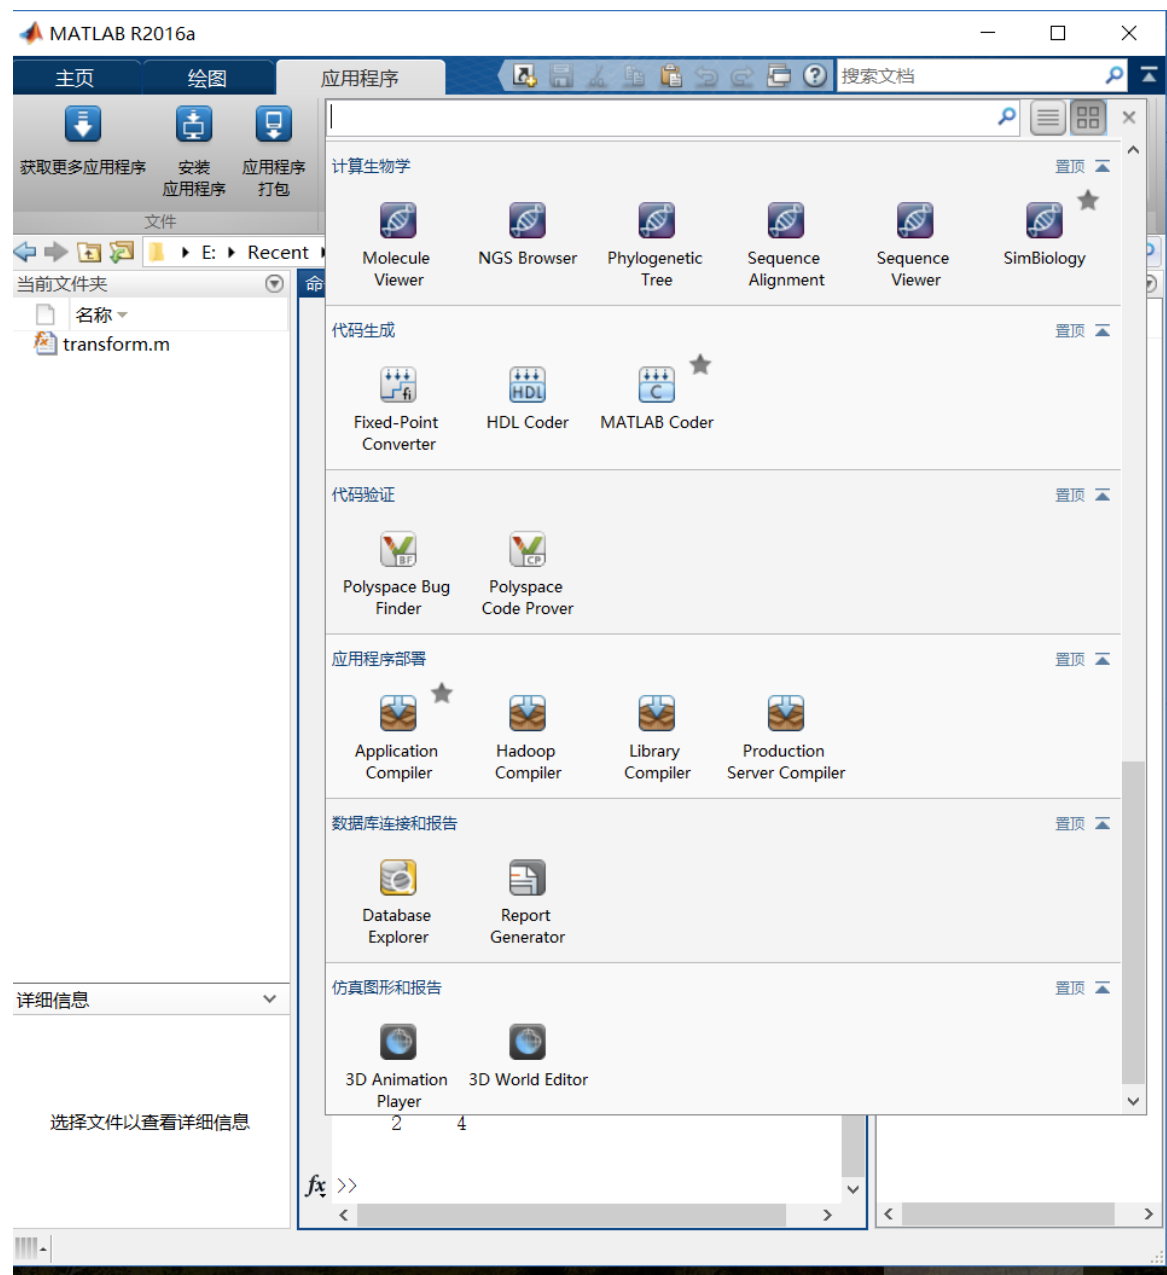 MATLAB R2016a
主页
绘图
应用程序
搜索文档
获取更多应用程序
安装
应用程序
应用程序
打包
文件
E:
Recent
当前文件夹
名称
transform.m
命
计算生物学
置顶
Molecule
Viewer
NGS Browser
Phylogenetic
Tree
Sequence
Alignment
Sequence
Viewer
SimBiology
代码生成
置顶
fi
Fixed-Point
Converter
HDL
HDL Coder
C
MATLAB Coder
代码验证
置顶
BF
Polyspace Bug
Finder
CP
Polyspace
Code Prover
应用程序部署
置顶
Application
Compiler
Hadoop
Compiler
Library
Compiler
Production
Server Compiler
数据库连接和报告
置顶
Database
Explorer
Report
Generator
仿真图形和报告
置顶
3D Animation
Player
3D World Editor
详细信息
选择文件以查看详细信息
2 4
fx >>